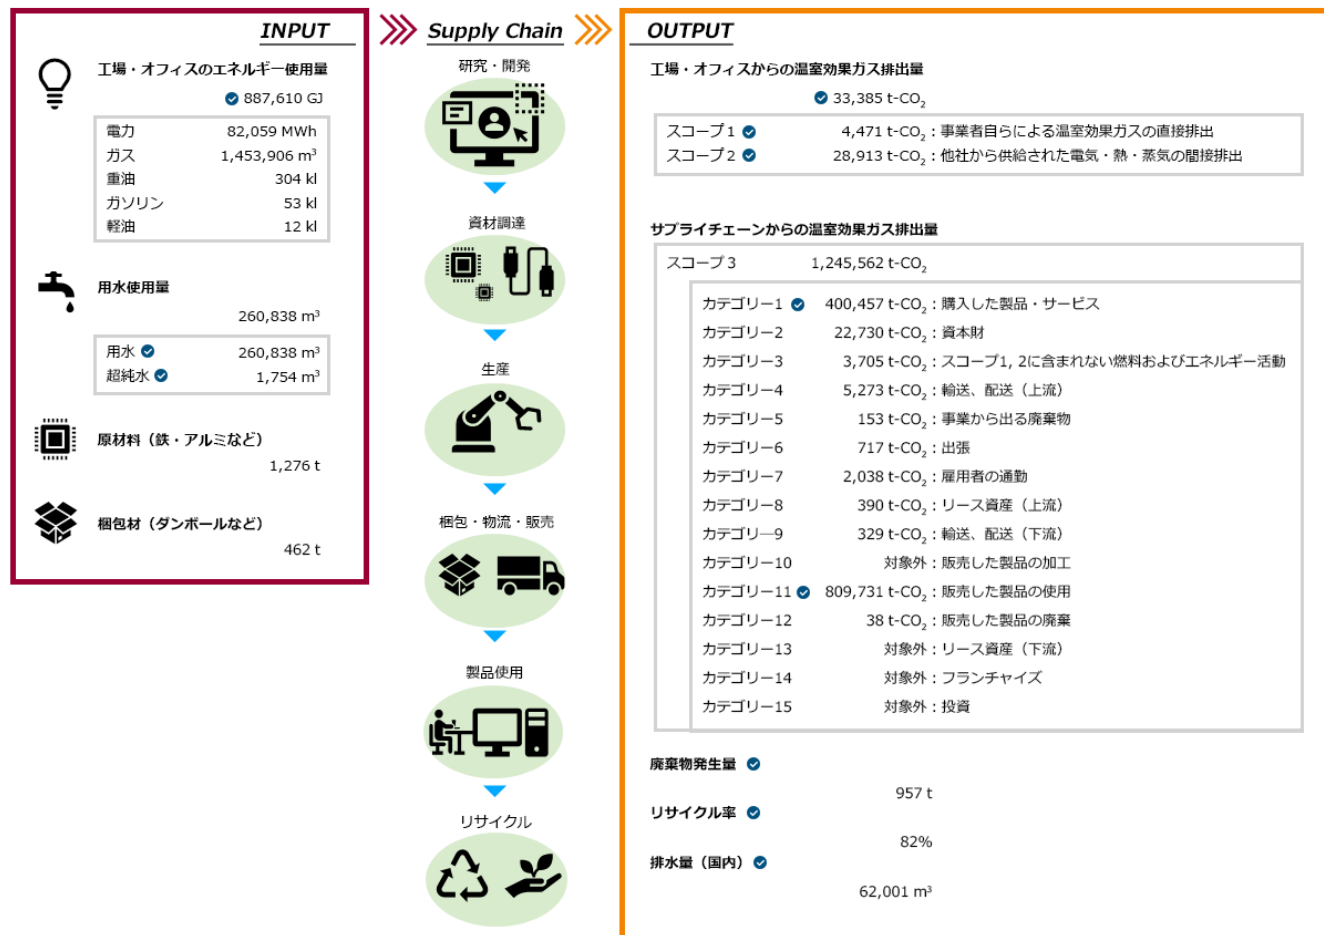 INPUT
工場・オフィスのエネルギー使用量
887,610 GJ
電力 82,059 MWh
ガス 1,453,906 m³
重油 304 kl
ガソリン 53 kl
軽油 12 kl
用水使用量
260,838 m³
用水 260,838 m³
超純水 1,754 m³
原材料（鉄・アルミなど）
1,276 t
梱包材（ダンボールなど）
462 t
Supply Chain
研究・開発
資材調達
生産
梱包・物流・販売
製品使用
リサイクル
OUTPUT
工場・オフィスからの温室効果ガス排出量
33,385 t-CO₂
スコープ1 4,471 t-CO₂：事業者自らによる温室効果ガスの直接排出
スコープ2 28,913 t-CO₂：他社から供給された電気・熱・蒸気の間接排出
サプライチェーンからの温室効果ガス排出量
スコープ3 1,245,562 t-CO₂
カテゴリー1 400,457 t-CO₂：購入した製品・サービス
カテゴリー2 22,730 t-CO₂：資本財
カテゴリー3 3,705 t-CO₂：スコープ1, 2に含まれない燃料およびエネルギー活動
カテゴリー4 5,273 t-CO₂：輸送、配送（上流）
カテゴリー5 153 t-CO₂：事業から出る廃棄物
カテゴリー6 717 t-CO₂：出張
カテゴリー7 2,038 t-CO₂：雇用者の通勤
カテゴリー8 390 t-CO₂：リース資産（上流）
カテゴリ―9 329 t-CO₂：輸送、配送（下流）
カテゴリー10 対象外：販売した製品の加工
カテゴリー11 809,731 t-CO₂：販売した製品の使用
カテゴリー12 38 t-CO₂：販売した製品の廃棄
カテゴリー13 対象外：リース資産（下流）
カテゴリー14 対象外：フランチャイズ
カテゴリー15 対象外：投資
廃棄物発生量
957 t
リサイクル率
82%
排水量（国内）
62,001 m³